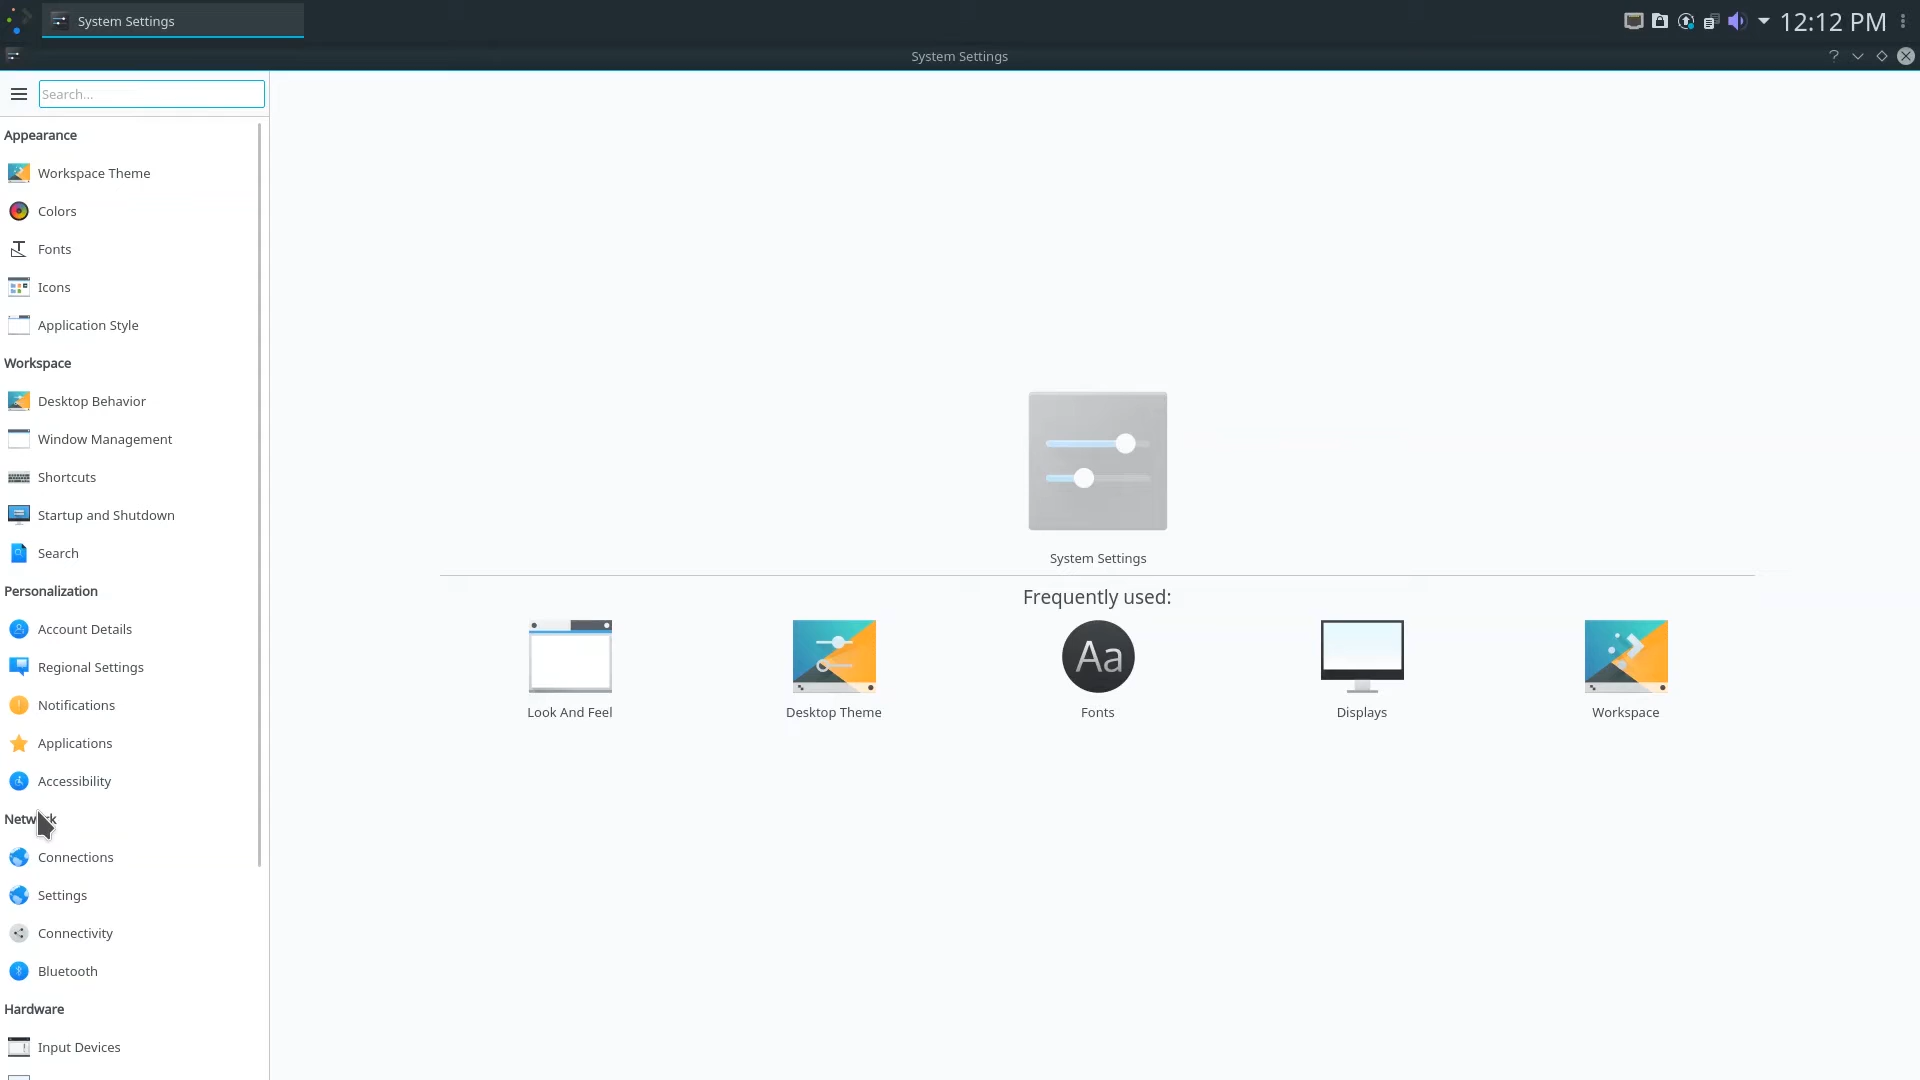 System Settings
12:12 PM
System Settings
Search...
Appearance
Workspace Theme
Colors
Fonts
Icons
Application Style
Workspace
Desktop Behavior
Window Management
Shortcuts
Startup and Shutdown
Search
Personalization
Account Details
Regional Settings
Notifications
Applications
Accessibility
Network
Connections
Settings
Connectivity
Bluetooth
Hardware
Input Devices
System Settings
Frequently used:
Aa
Look And Feel
Desktop Theme
Fonts
Displays
Workspace